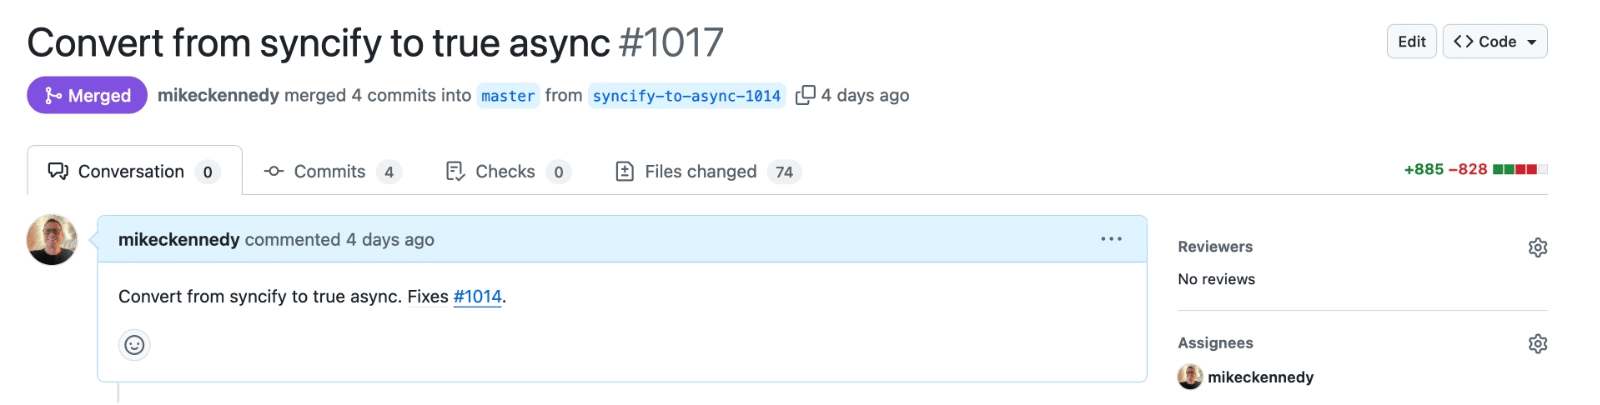 Convert from syncify to true async #1017
Edit
<> Code
Merged mikeckennedy merged 4 commits into master from syncify-to-async-1014 4 days ago
Conversation 0 Commits 4 Checks 0 Files changed 74
+885 −828
mikeckennedy commented 4 days ago
Convert from syncify to true async. Fixes #1014.
Reviewers
No reviews
Assignees
mikeckennedy